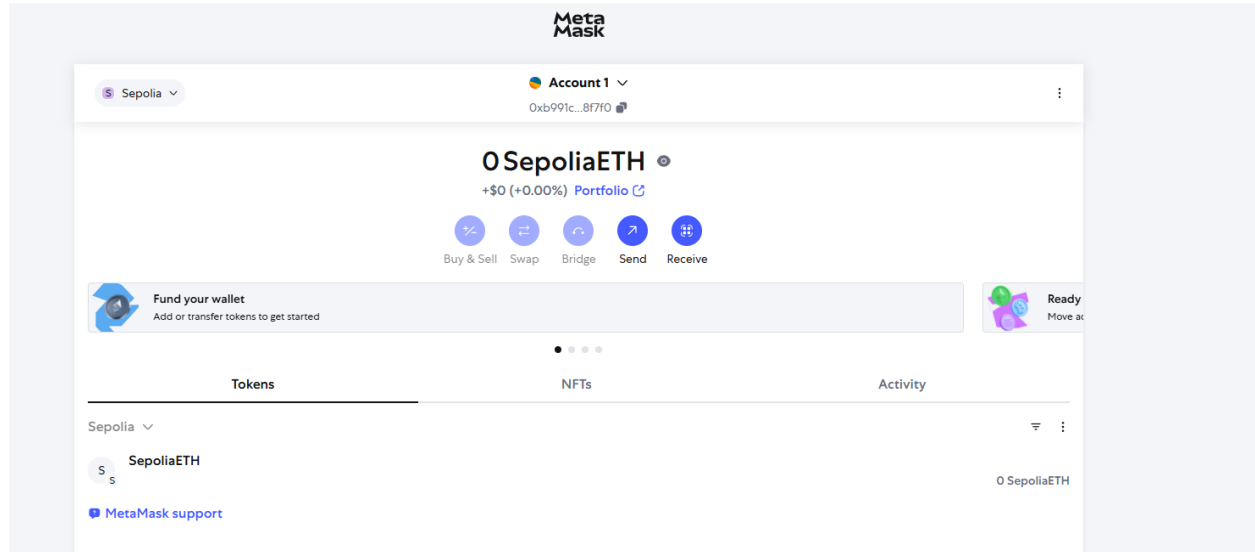 Meta
Mask
S Sepolia
Account 1
0xb991c...8f7f0
0 SepoliaETH
+$0 (+0.00%) Portfolio
Buy & Sell Swap Bridge Send Receive
Fund your wallet
Add or transfer tokens to get started
Ready
Move ac
Tokens NFTs Activity
Sepolia
S
S
SepoliaETH
0 SepoliaETH
MetaMask support